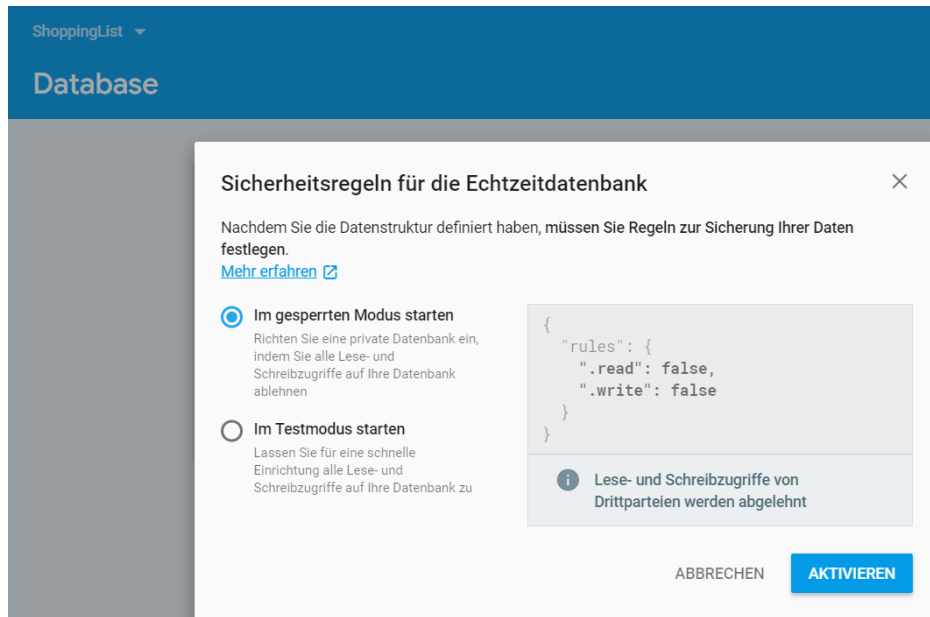 ShoppingList
Database
Sicherheitsregeln für die Echtzeitdatenbank
Nachdem Sie die Datenstruktur definiert haben, müssen Sie Regeln zur Sicherung Ihrer Daten
festlegen.
Mehr erfahren
Im gesperrten Modus starten
Richten Sie eine private Datenbank ein,
indem Sie alle Lese- und
Schreibzugriffe auf Ihre Datenbank
ablehnen
Im Testmodus starten
Lassen Sie für eine schnelle
Einrichtung alle Lese- und
Schreibzugriffe auf Ihre Datenbank zu
{
"rules": {
".read": false,
".write": false
}
}
Lese- und Schreibzugriffe von
Drittparteien werden abgelehnt
ABBRECHEN
AKTIVIEREN